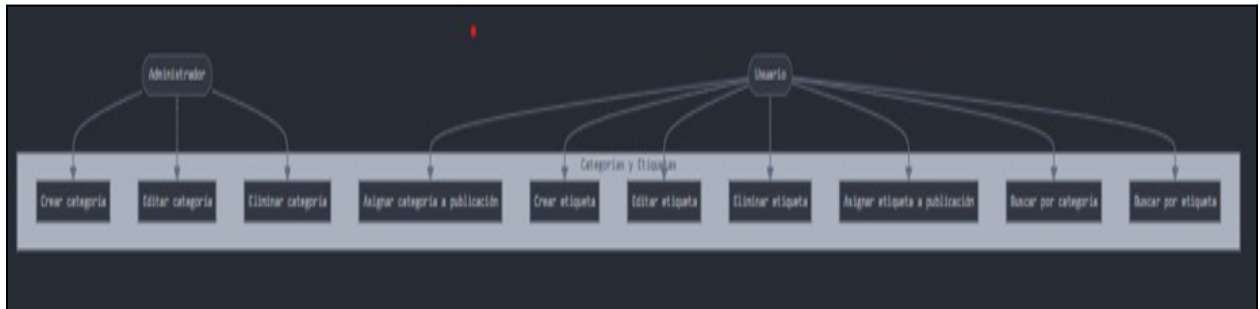 Administrador
Usuario
Categorías y Etiquetas
Crear categoría
Editar categoría
Eliminar categoría
Asignar categoría a publicación
Crear etiqueta
Editar etiqueta
Eliminar etiqueta
Asignar etiqueta a publicación
Buscar por categoría
Buscar por etiqueta